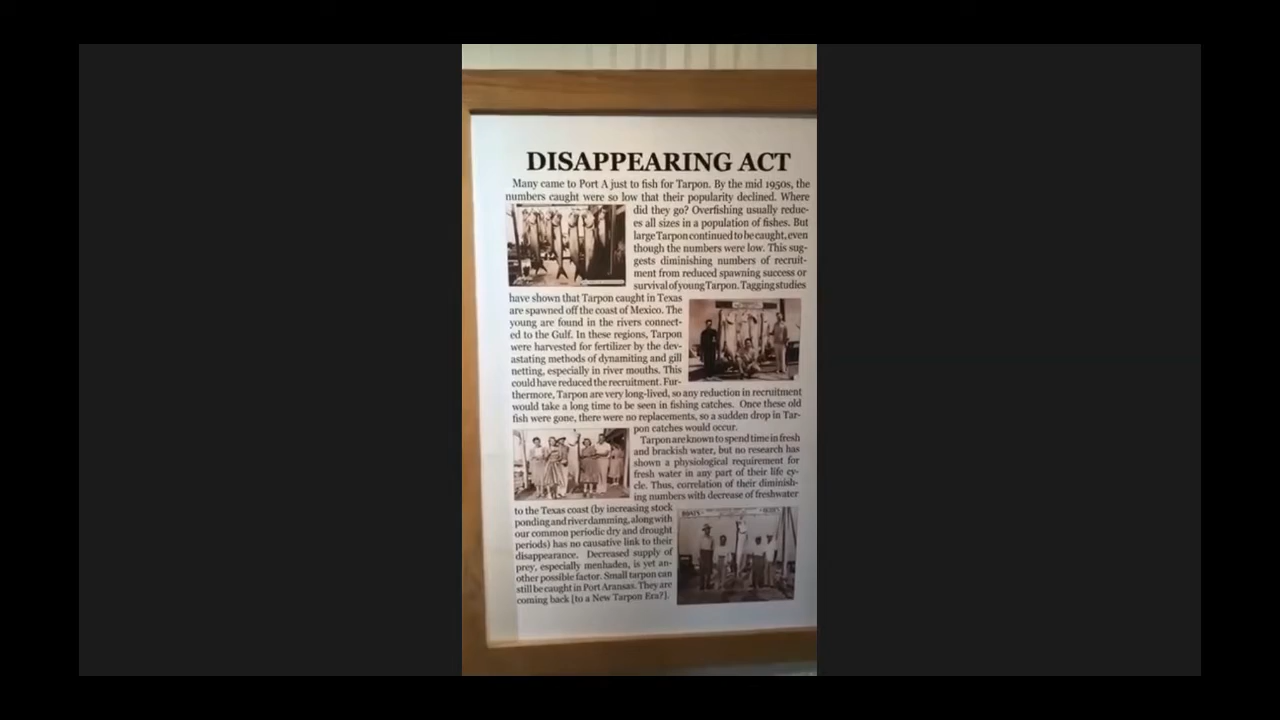 DISAPPEARING ACT
Many came to Port A just to fish for Tarpon. By the mid 1950s, the
numbers caught were so low that their popularity declined. Where
did they go? Overfishing usually reduc-
es all sizes in a population of fishes. But
large Tarpon continued to be caught, even
though the numbers were low. This sug-
gests diminishing numbers of recruit-
ment from reduced spawning success or
survival of young Tarpon. Tagging studies
have shown that Tarpon caught in Texas
are spawned off the coast of Mexico. The
young are found in the rivers connect-
ed to the Gulf. In these regions, Tarpon
were harvested for fertilizer by the dev-
astating methods of dynamiting and gill
netting, especially in river mouths. This
could have reduced the recruitment. Fur-
thermore, Tarpon are very long-lived, so any reduction in recruitment
would take a long time to be seen in fishing catches. Once these old
fish were gone, there were no replacements, so a sudden drop in Tar-
pon catches would occur.
Tarpon are known to spend time in fresh
and brackish water, but no research has
shown a physiological requirement for
fresh water in any part of their life cy-
cle. Thus, correlation of their diminish-
ing numbers with decrease of freshwater
to the Texas coast (by increasing stock
ponding and river damming, along with
our common periodic dry and drought
periods) has no causative link to their
disappearance. Decreased supply of
prey, especially menhaden, is yet an-
other possible factor. Small tarpon can
still be caught in Port Aransas. They are
coming back [to a New Tarpon Era?].